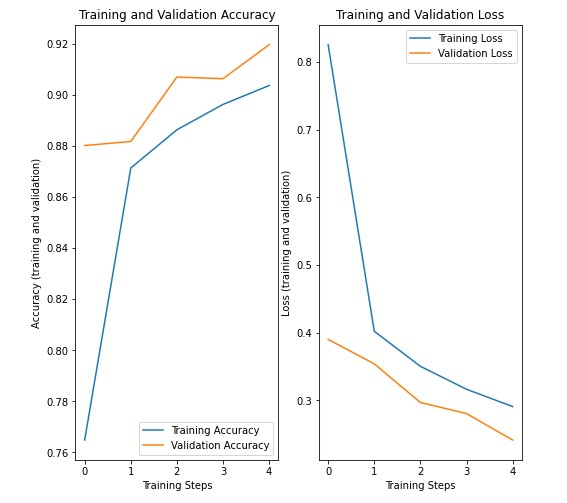 Training and Validation Accuracy
Accuracy (training and validation)
0.92
0.90
0.88
0.86
0.84
0.82
0.80
0.78
0.76
Training Accuracy
Validation Accuracy
0 1 2 3 4
Training Steps
Training and Validation Loss
Loss (training and validation)
Training Loss
Validation Loss
0.8
0.7
0.6
0.5
0.4
0.3
0 1 2 3 4
Training Steps